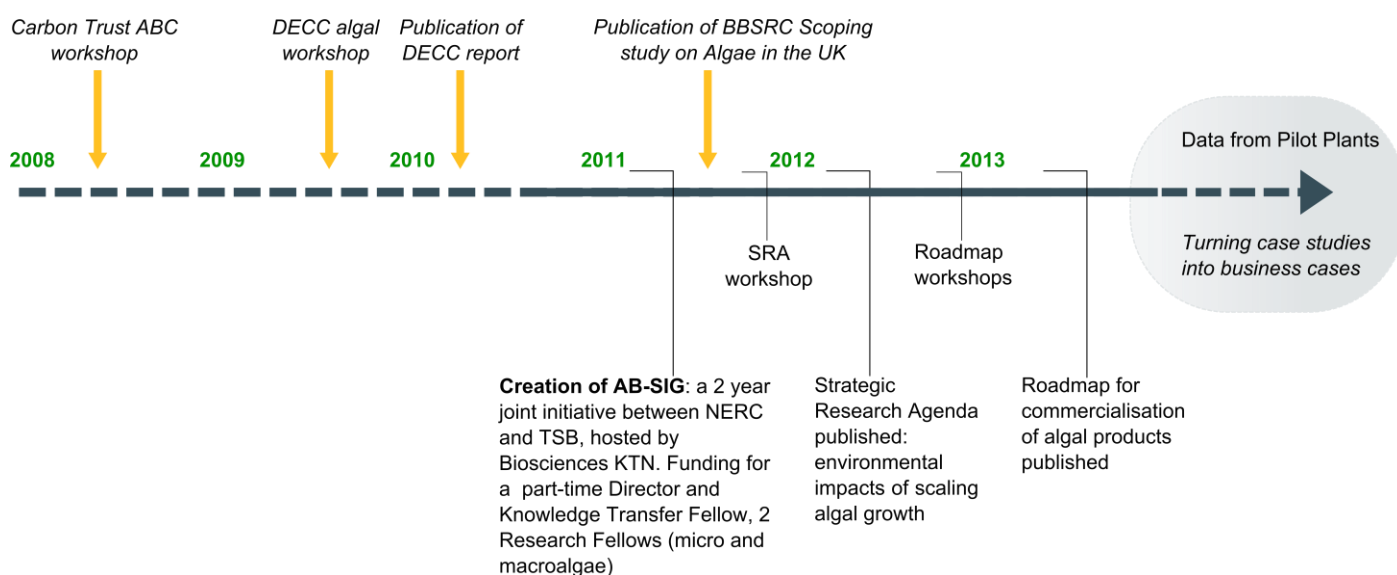 Carbon Trust ABC
workshop
DECC algal
workshop
Publication of
DECC report
Publication of BBSRC Scoping
study on Algae in the UK
2008
2009
2010
2011
2012
2013
Data from Pilot Plants
Turning case studies
into business cases
SRA
workshop
Roadmap
workshops
Creation of AB-SIG: a 2 year
joint initiative between NERC
and TSB, hosted by
Biosciences KTN. Funding for
a part-time Director and
Knowledge Transfer Fellow, 2
Research Fellows (micro and
macroalgae)
Strategic
Research Agenda
published:
environmental
impacts of scaling
algal growth
Roadmap for
commercialisation
of algal products
published